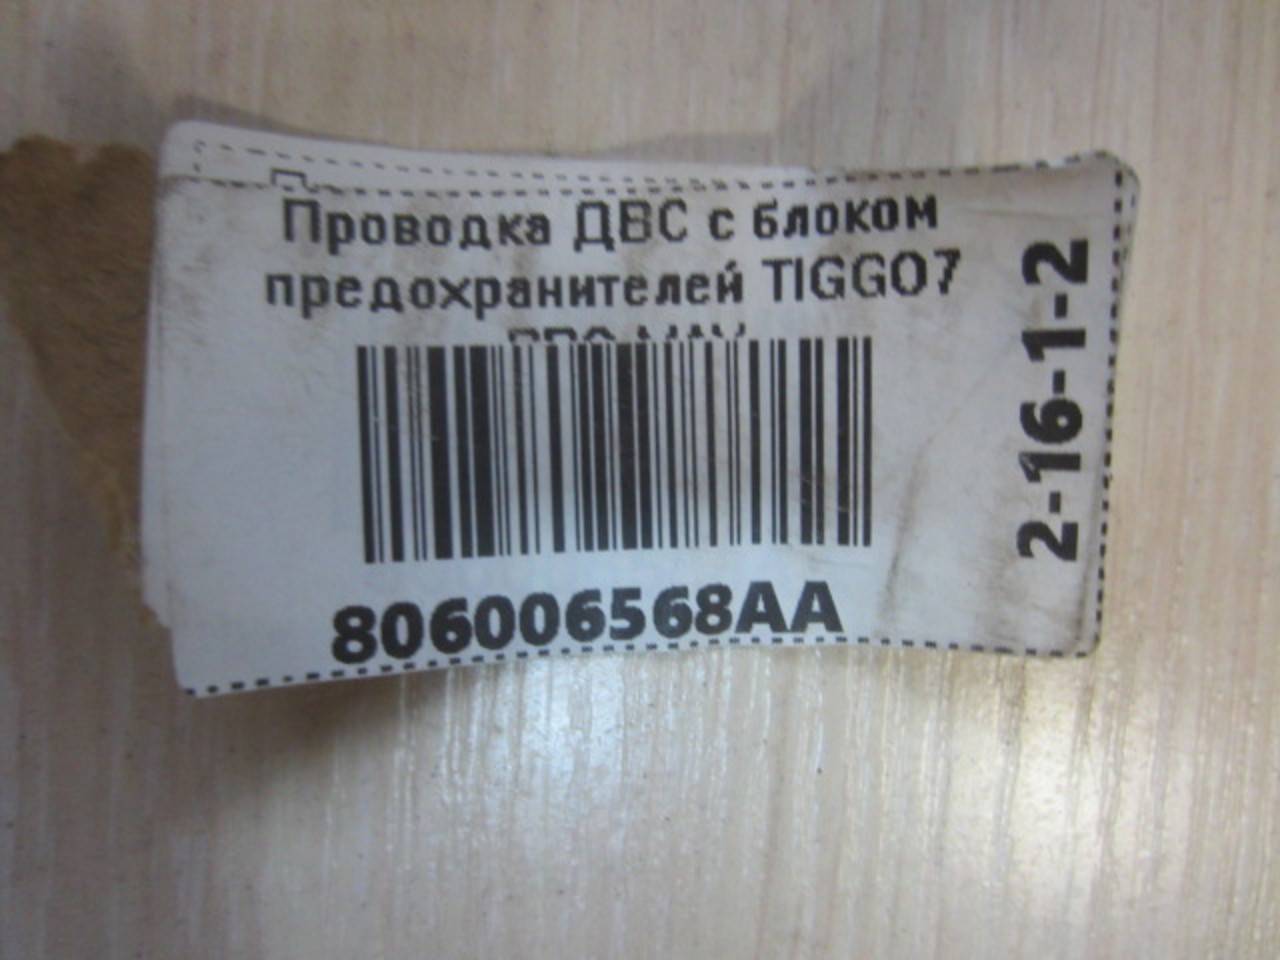 Проводка ДВС с блоком
предохранителей TIGGO7
806006568AA
2-16-1-2